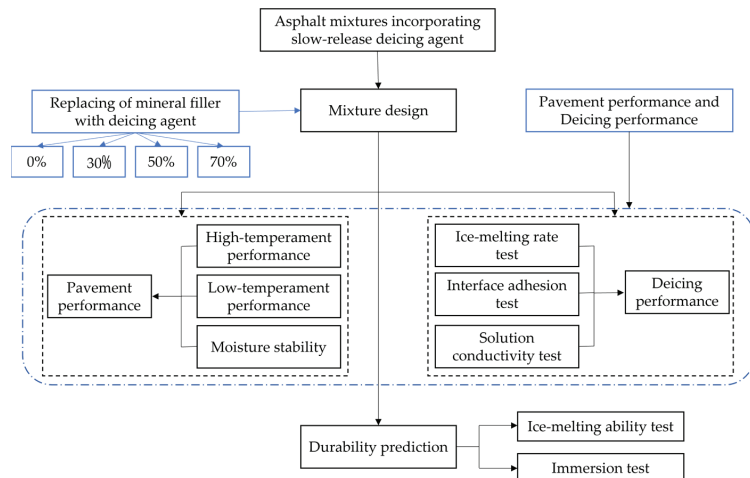 Asphalt mixtures incorporating
slow-release deicing agent
Replacing of mineral filler
with deicing agent
Mixture design
Pavement performance and
Deicing performance
0%
30%
50%
70%
High-temperament
performance
Pavement
performance
Low-temperament
performance
Moisture stability
Ice-melting rate
test
Interface adhesion
test
Deicing
performance
Solution
conductivity test
Durability prediction
Ice-melting ability test
Immersion test